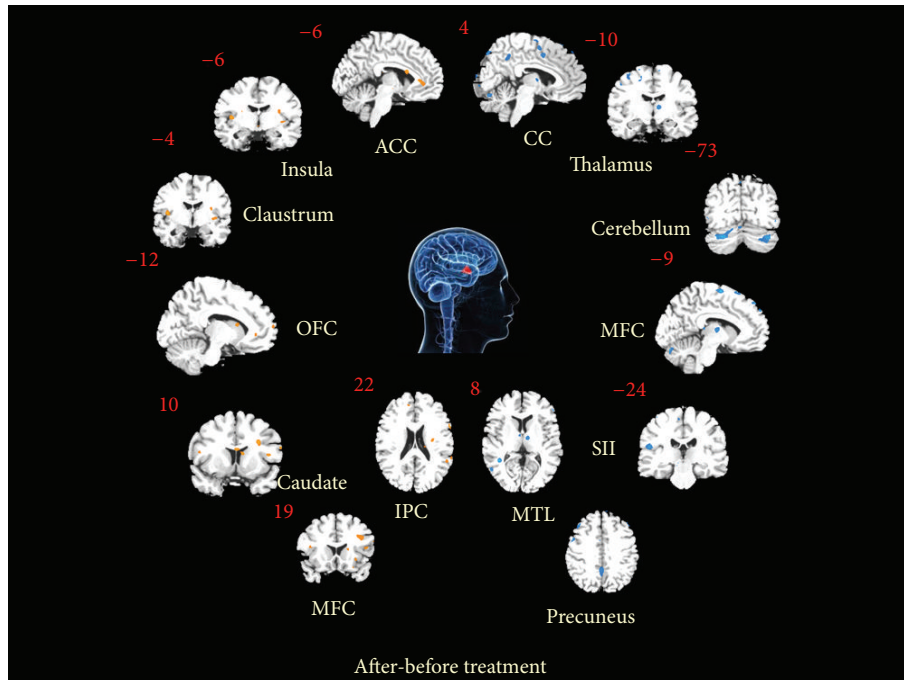 −6
4
−10
−6
ACC
CC
Insula
Thalamus
−4
−73
Claustrum
Cerebellum
−12
−9
OFC
MFC
10
22
8
−24
SII
Caudate
IPC
MTL
19
MFC
Precuneus
After-before treatment